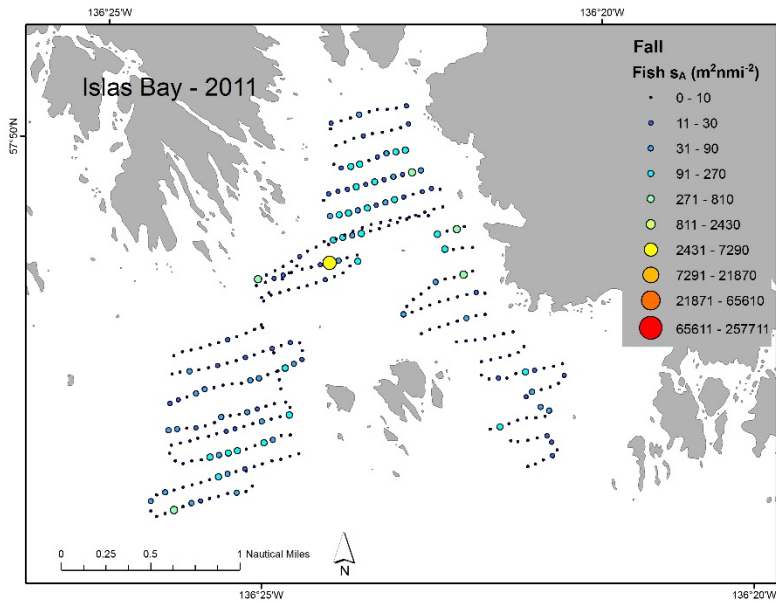 136°25'W
136°20'W
57°50'N
Islas Bay - 2011
Fall
Fish sA (m²nmi⁻²)
0 - 10
11 - 30
31 - 90
91 - 270
271 - 810
811 - 2430
2431 - 7290
7291 - 21870
21871 - 65610
65611 - 257711
57°50'N
0 0.25 0.5 1 Nautical Miles
N
136°25'W
136°20'W